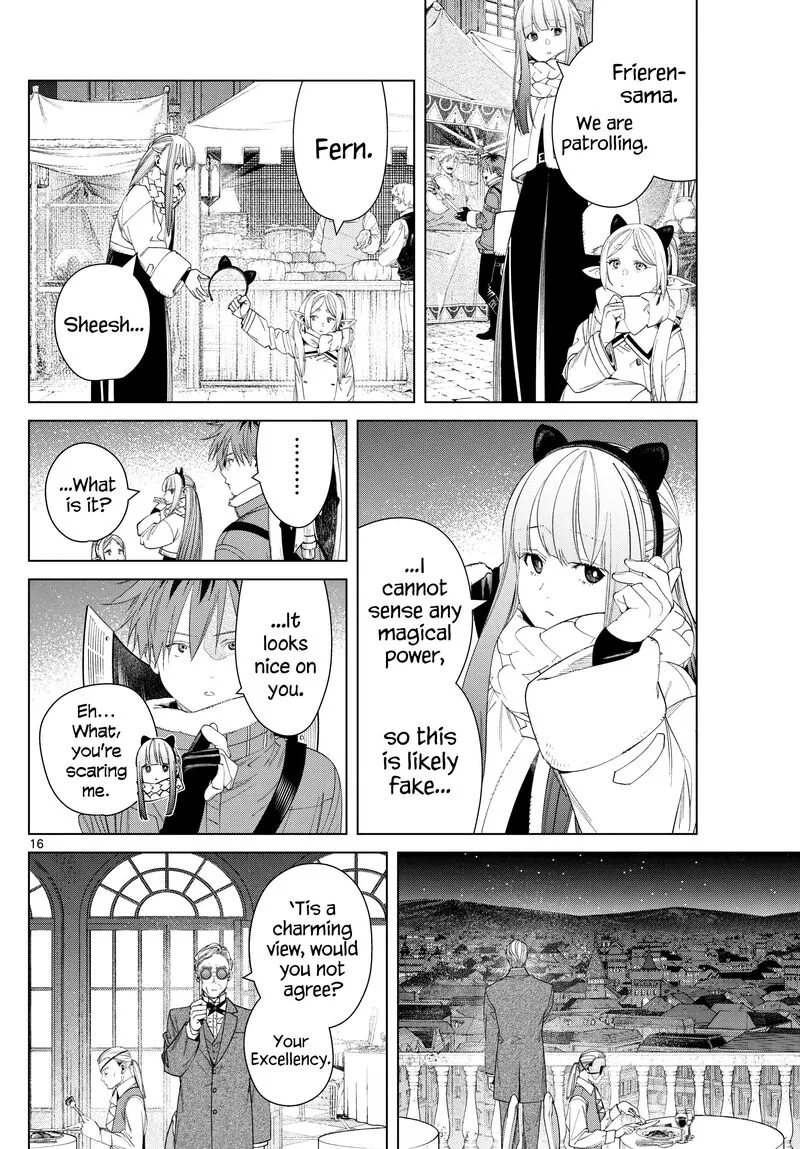 Frieren-
sama.
We are
patrolling.
Fern.
Sheesh...
...I
cannot
sense any
magical
power,
so this
is likely
fake...
.........
...What
is it?
...It
looks
nice on
you.
Eh...
What,
you're
scaring
me.
16
'Tis a
charming
view, would
you not
agree?
Your
Excellency.